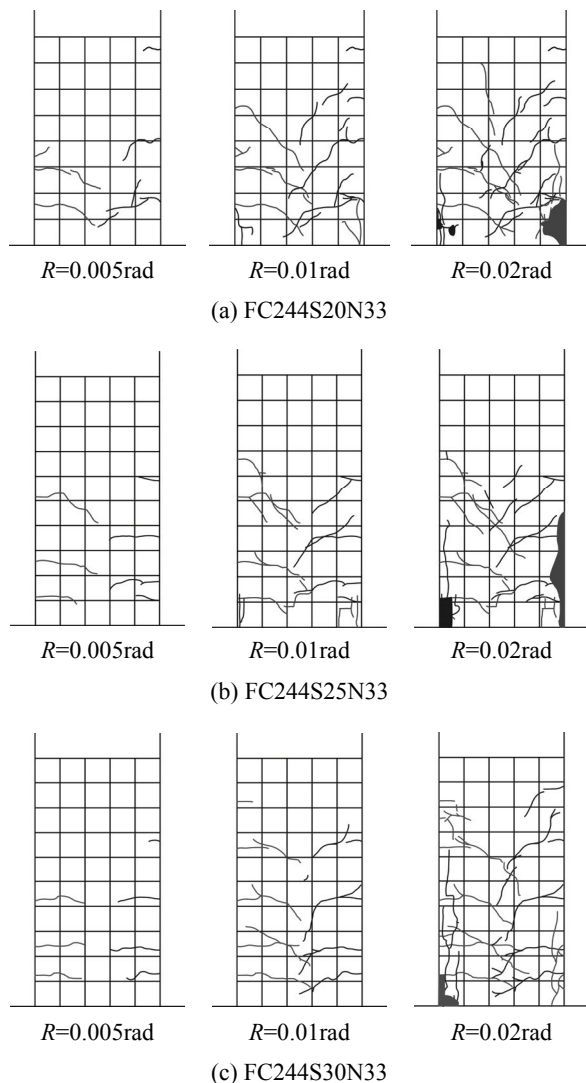 R=0.005rad R=0.01rad R=0.02rad
(a) FC244S20N33
R=0.005rad R=0.01rad R=0.02rad
(b) FC244S25N33
R=0.005rad R=0.01rad R=0.02rad
(c) FC244S30N33